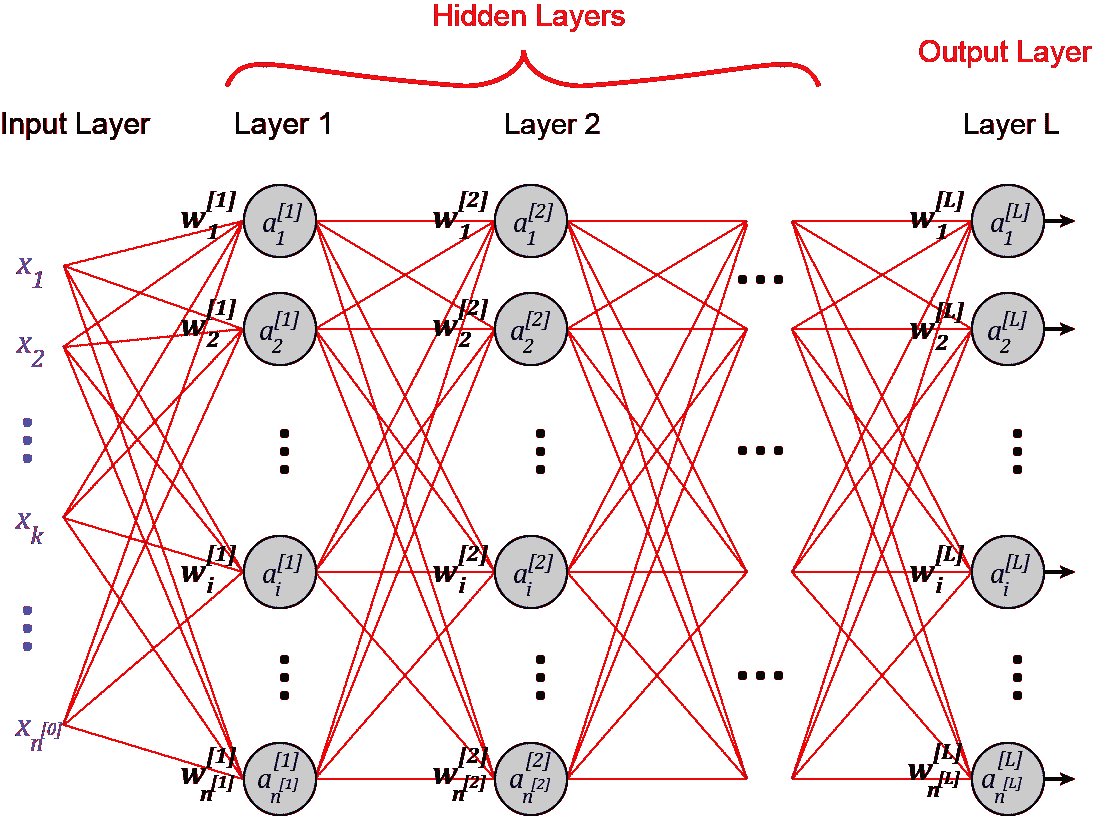 Hidden Layers
Output Layer
Input Layer Layer 1 Layer 2 Layer L
w_1^{[1]} a_1^{[1]} w_1^{[2]} a_1^{[2]} w_1^{[L]} a_1^{[L]}
x_1
...
w_2^{[1]} a_2^{[1]} w_2^{[2]} a_2^{[2]} w_2^{[L]} a_2^{[L]}
x_2
...
x_k
w_i^{[1]} a_i^{[1]} w_i^{[2]} a_i^{[2]} w_i^{[L]} a_i^{[L]}
...
x_{n^{[0]}}
w_{n^{[1]}}^{[1]} a_{n^{[1]}}^{[1]} w_{n^{[2]}}^{[2]} a_{n^{[2]}}^{[2]} w_{n^{[L]}}^{[L]} a_{n^{[L]}}^{[L]}